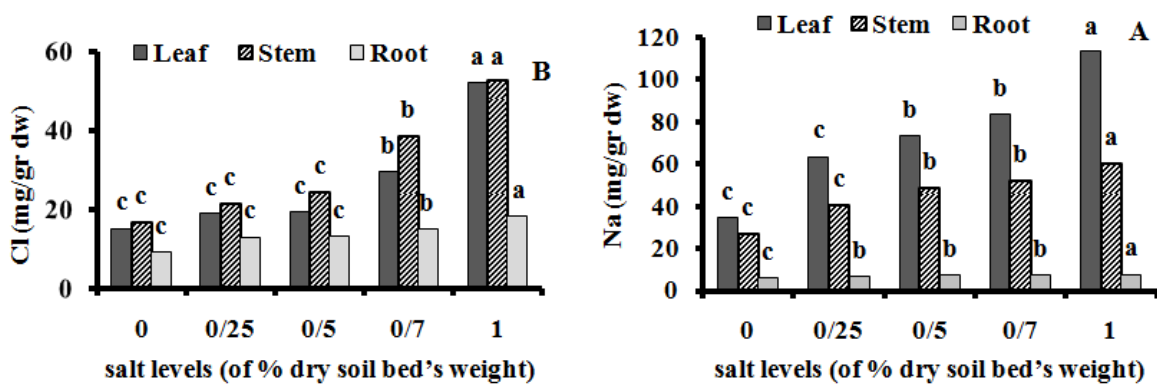 Cl (mg/gr dw)
60
40
20
0
Leaf Stem Root
B
c c c
c c c
c c c
b b b
a a a
0 0/25 0/5 0/7 1
salt levels (of % dry soil bed's weight)
Na (mg/gr dw)
120
100
80
60
40
20
0
Leaf Stem Root
A
c c c
c c b
b b b
b b b
a a a
0 0/25 0/5 0/7 1
salt levels (of % dry soil bed's weight)